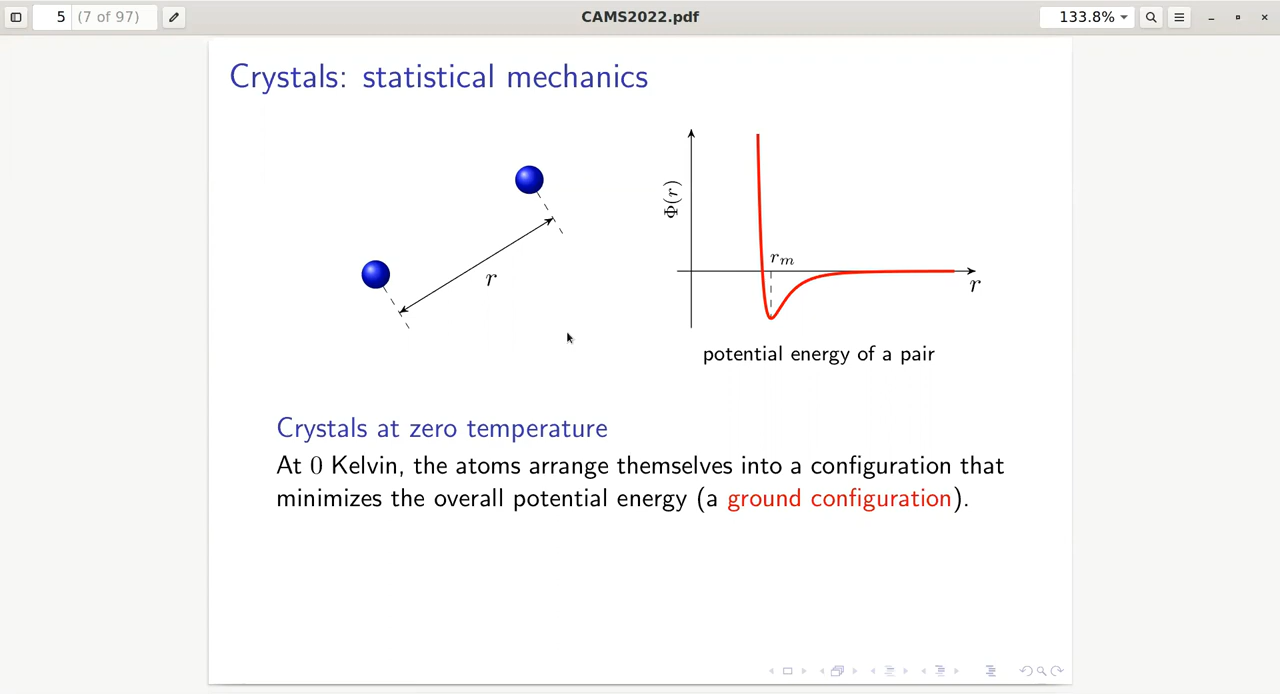 5 (7 of 97)
CAMS2022.pdf
133.8%
Crystals: statistical mechanics
r
Φ(r)
r_m
r
potential energy of a pair
Crystals at zero temperature
At 0 Kelvin, the atoms arrange themselves into a configuration that
minimizes the overall potential energy (a ground configuration).